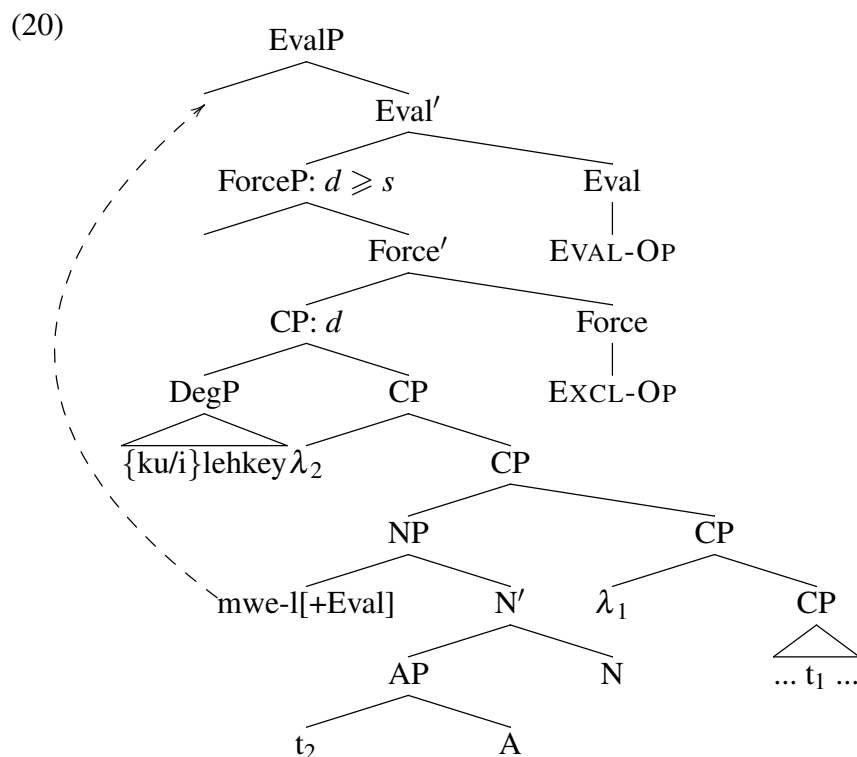 (20)
EvalP
Eval′
ForceP: d ⩾ s Eval
Force′ EVAL-OP
CP: d Force
DegP CP EXCL-OP
{ku/i}lehkey λ2 CP
NP CP
mwe-l[+Eval] N′ λ1 CP
AP N ... t1 ...
t2 A